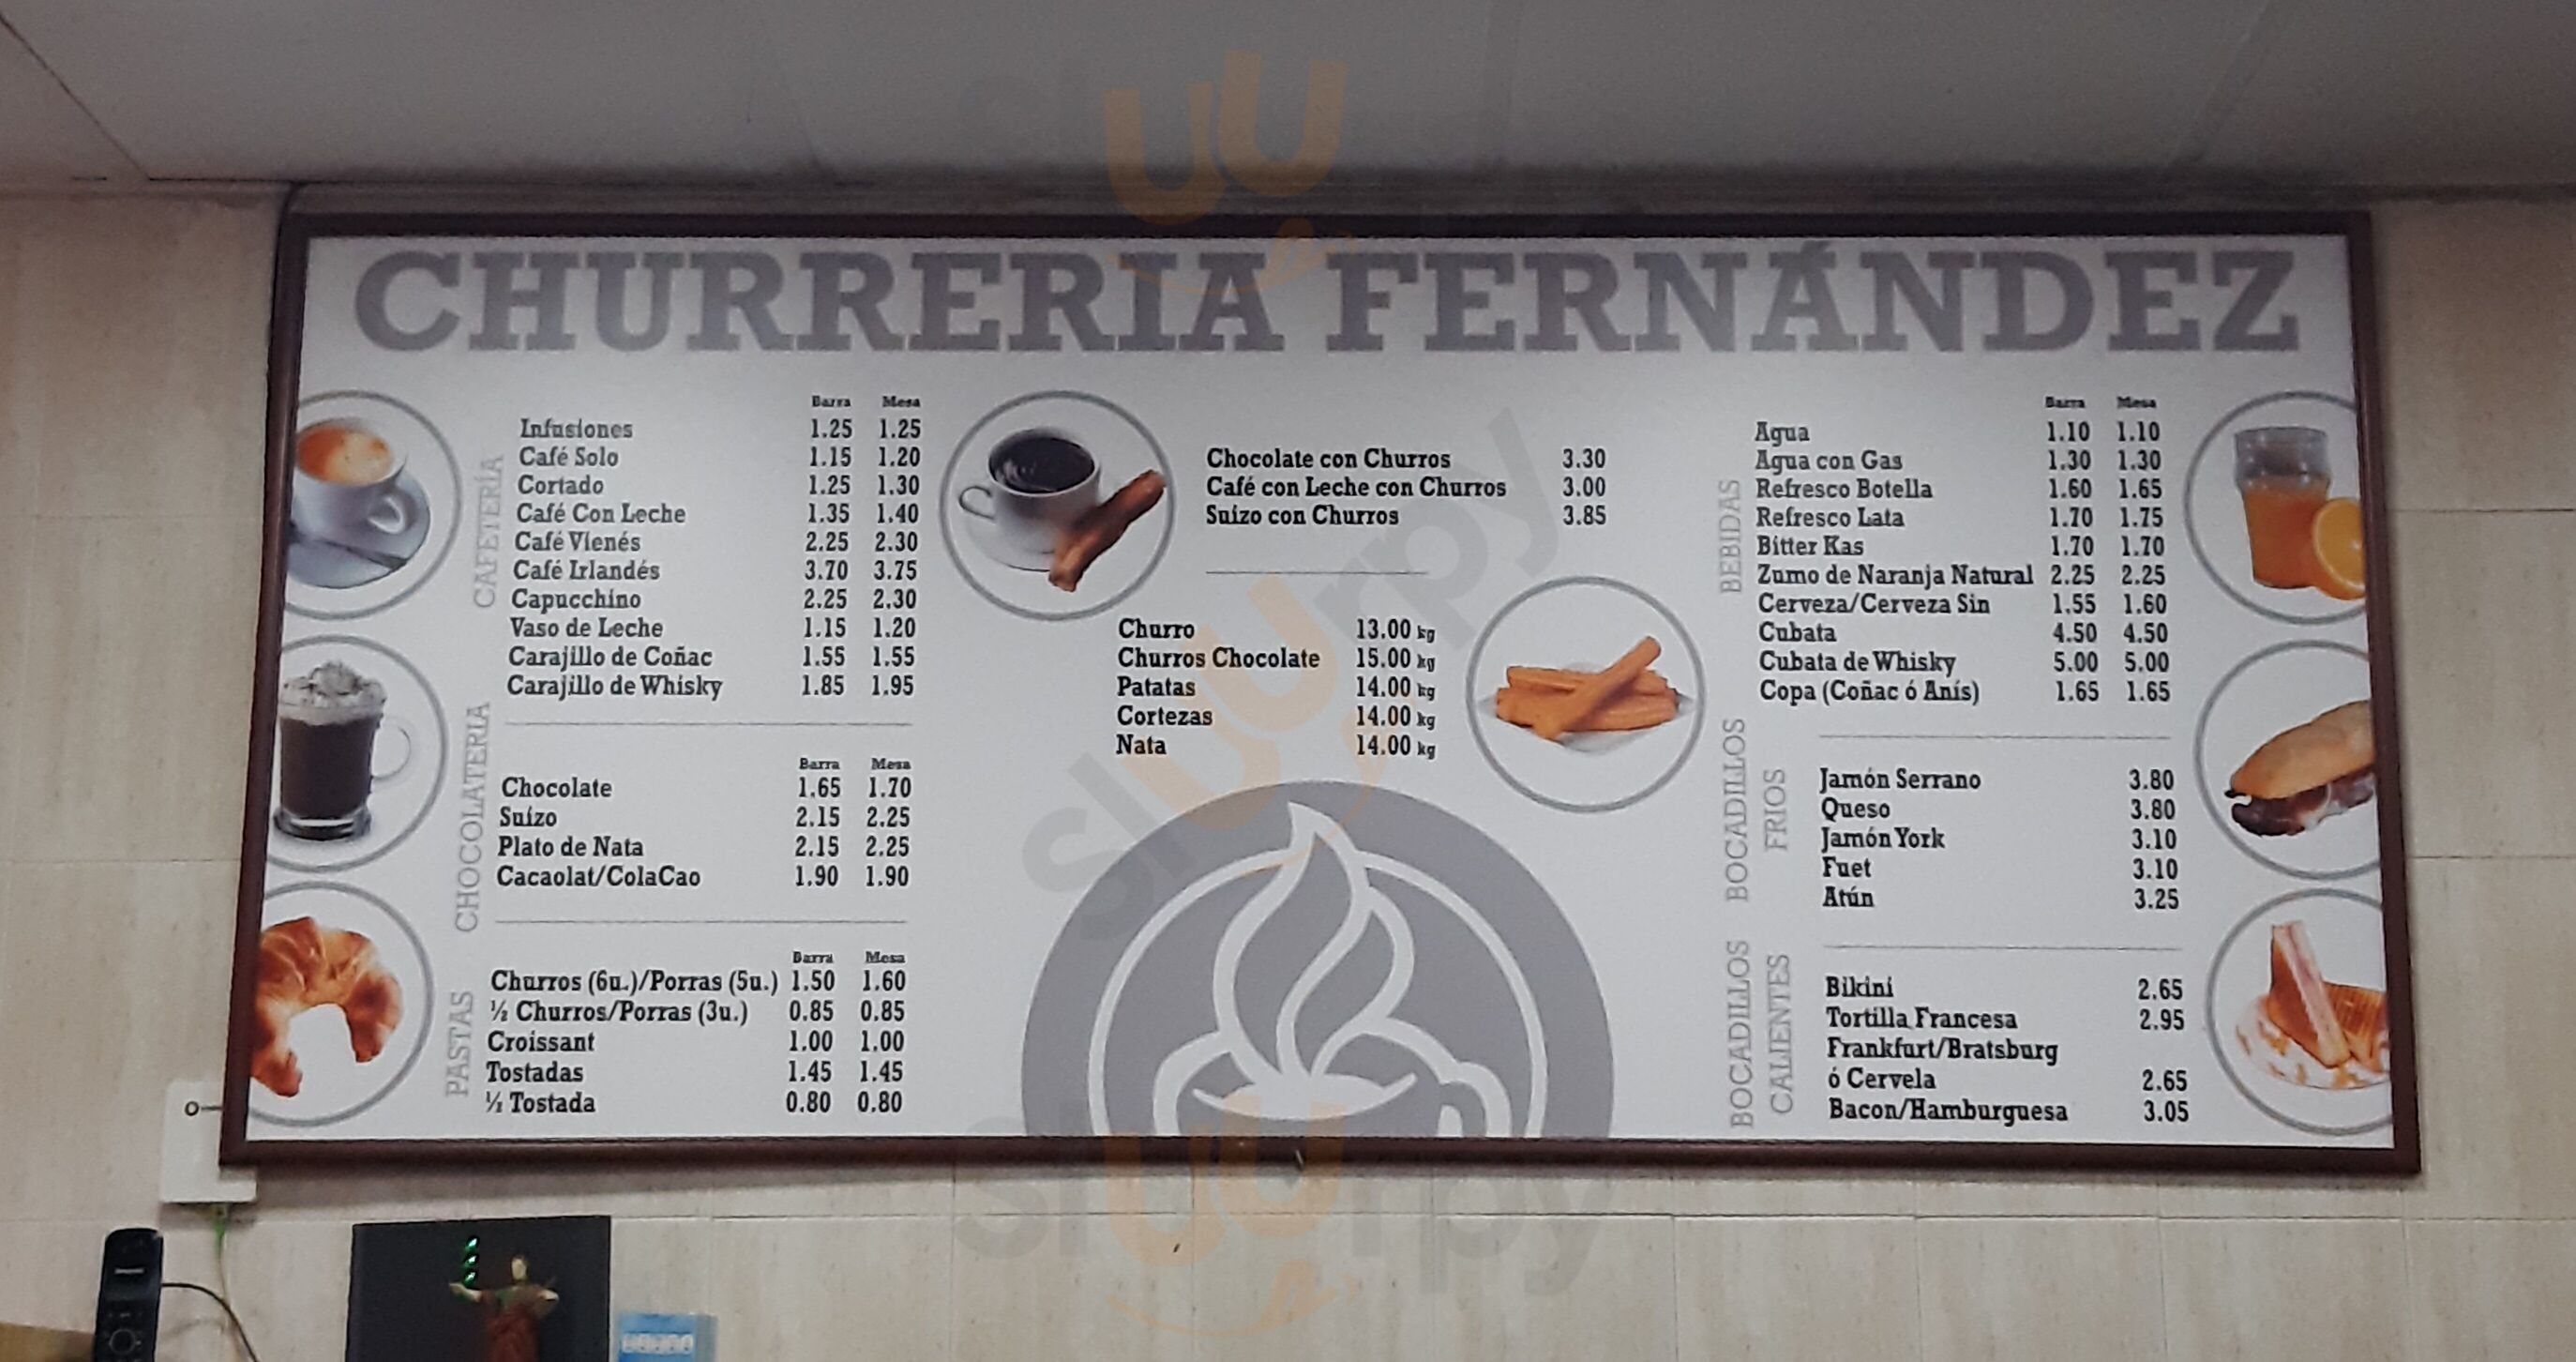 CHURRERIA FERNÁNDEZ
CAFETERÍA
Barra Mesa
Infusiones 1.25 1.25
Café Solo 1.15 1.20
Cortado 1.25 1.30
Café Con Leche 1.35 1.40
Café Vienés 2.25 2.30
Café Irlandés 3.70 3.75
Capucchino 2.25 2.30
Vaso de Leche 1.15 1.20
Carajillo de Coñac 1.55 1.55
Carajillo de Whisky 1.85 1.95
CHOCOLATERIA
Barra Mesa
Chocolate 1.65 1.70
Suízo 2.15 2.25
Plato de Nata 2.15 2.25
Cacaolat/ColaCao 1.90 1.90
PASTAS
Barra Mesa
Churros (6u.)/Porras (5u.) 1.50 1.60
½ Churros/Porras (3u.) 0.85 0.85
Croissant 1.00 1.00
Tostadas 1.45 1.45
½ Tostada 0.80 0.80
Chocolate con Churros 3.30
Café con Leche con Churros 3.00
Suizo con Churros 3.85
Churro 13.00 kg
Churros Chocolate 15.00 kg
Patatas 14.00 kg
Cortezas 14.00 kg
Nata 14.00 kg
BEBIDAS
Barra Mesa
Agua 1.10 1.10
Agua con Gas 1.30 1.30
Refresco Botella 1.60 1.65
Refresco Lata 1.70 1.75
Bitter Kas 1.70 1.70
Zumo de Naranja Natural 2.25 2.25
Cerveza/Cerveza Sin 1.55 1.60
Cubata 4.50 4.50
Cubata de Whisky 5.00 5.00
Copa (Coñac ó Anís) 1.65 1.65
BOCADILLOS
FRIOS
Jamón Serrano 3.80
Queso 3.80
Jamón York 3.10
Fuet 3.10
Atún 3.25
BOCADILLOS
CALIENTES
Bikini 2.65
Tortilla Francesa 2.95
Frankfurt/Bratsburg
ó Cervela 2.65
Bacon/Hamburguesa 3.05
slurpy
slurpy